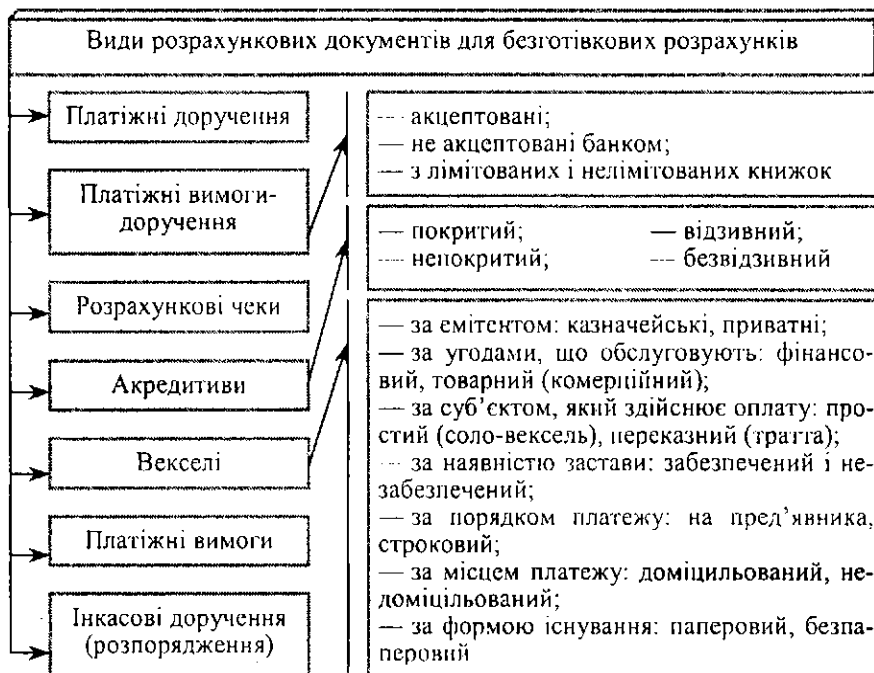 Види розрахункових документів для безготівкових розрахунків
Платіжні доручення
Платіжні вимоги-
доручення
Розрахункові чеки
Акредитиви
Векселі
Платіжні вимоги
Інкасові доручення
(розпорядження)
— акцептовані;
— не акцептовані банком;
— з лімітованих і нелімітованих книжок
— покритий; — відзивний;
— непокритий; — безвідзивний
— за емітентом: казначейські, приватні;
— за угодами, що обслуговують: фінансо-
вий, товарний (комерційний);
— за суб’єктом, який здійснює оплату: про-
стий (соло-вексель), переказний (тратта);
— за наявністю застави: забезпечений і не-
забезпечений;
— за порядком платежу: на пред’явника,
строковий;
— за місцем платежу: доміцильований, не-
доміцільований;
— за формою існування: паперовий, безпа-
перовий